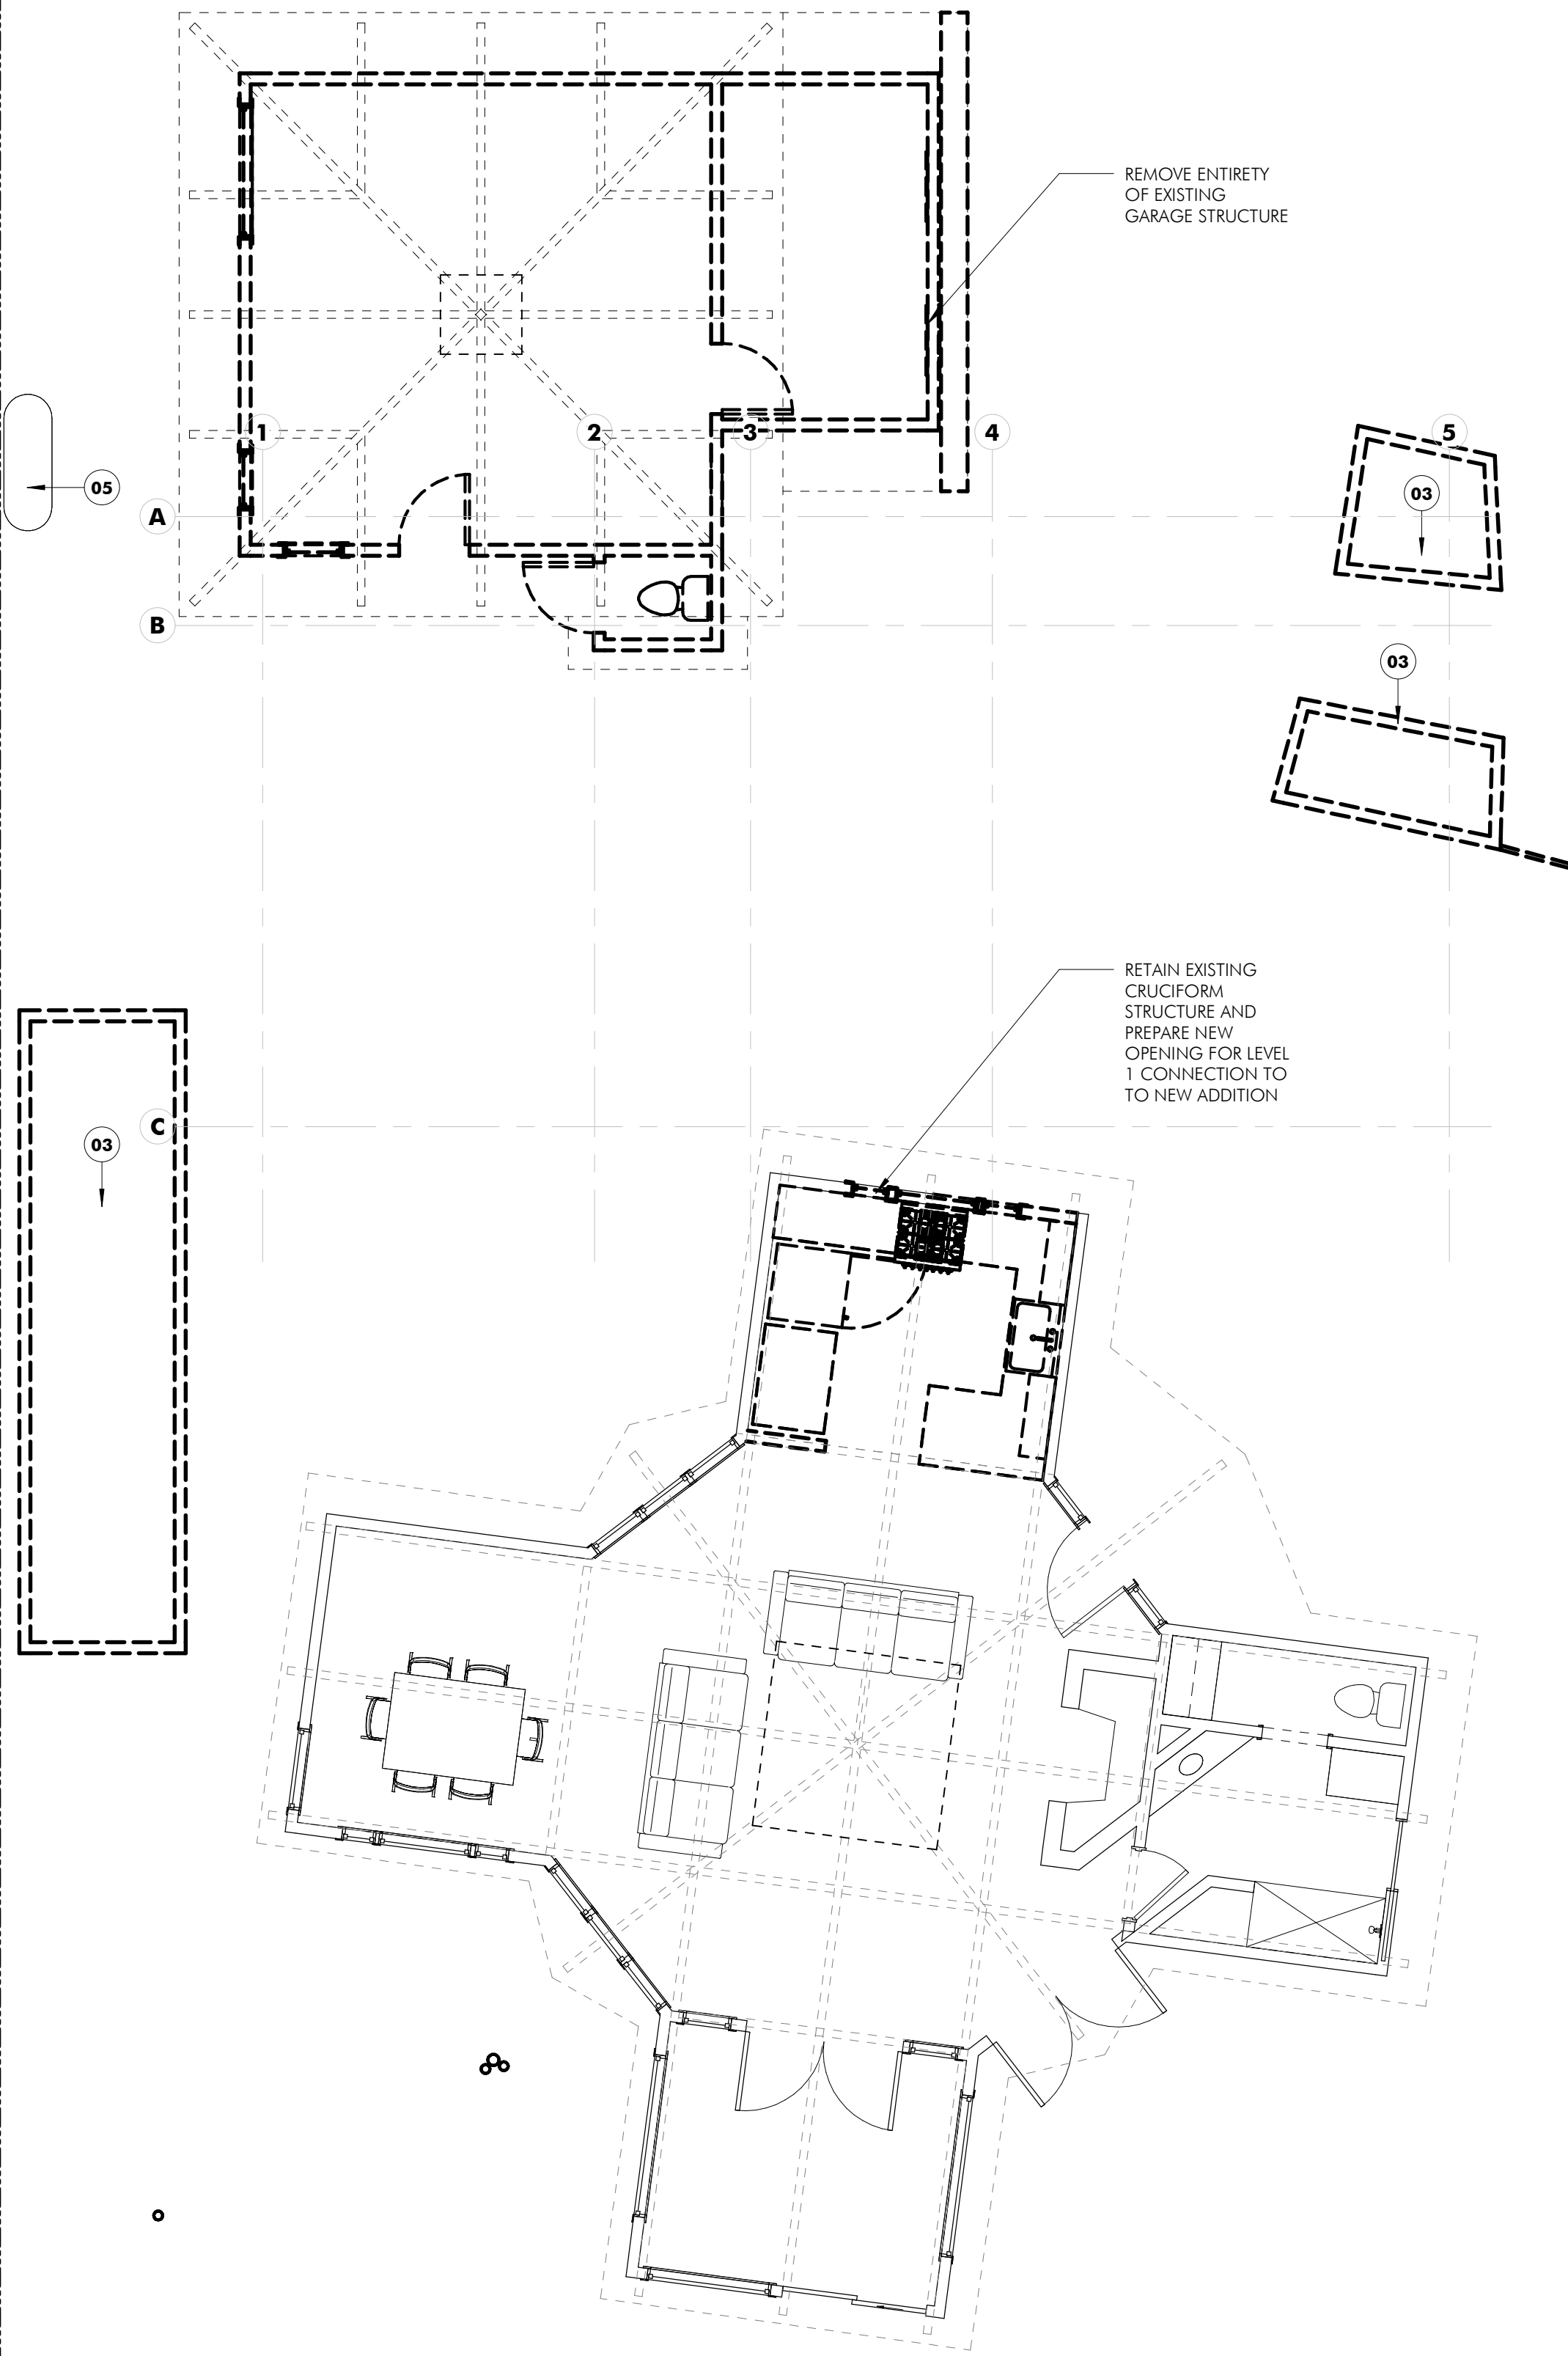 REMOVE ENTIRETY
OF EXISTING
GARAGE STRUCTURE
1
2
3
4
5
05
03
A
B
03
RETAIN EXISTING
CRUCIFORM
STRUCTURE AND
PREPARE NEW
OPENING FOR LEVEL
1 CONNECTION TO
TO NEW ADDITION
C
03